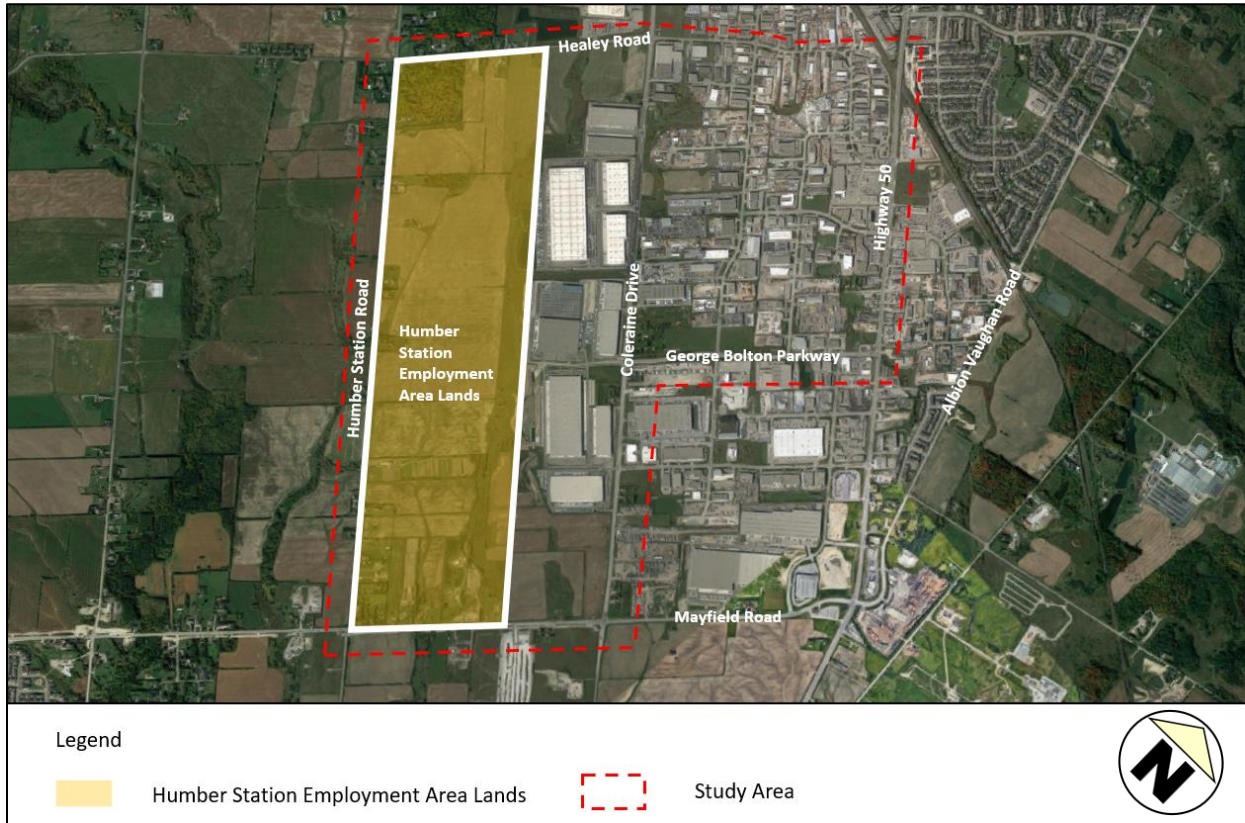 Healey Road
Highway 50
Humber Station Road
Humber
Station
Employment
Area Lands
Coleraine Drive
George Bolton Parkway
Albion Vaughan Road
Mayfield Road
Legend
Humber Station Employment Area Lands
Study Area
N